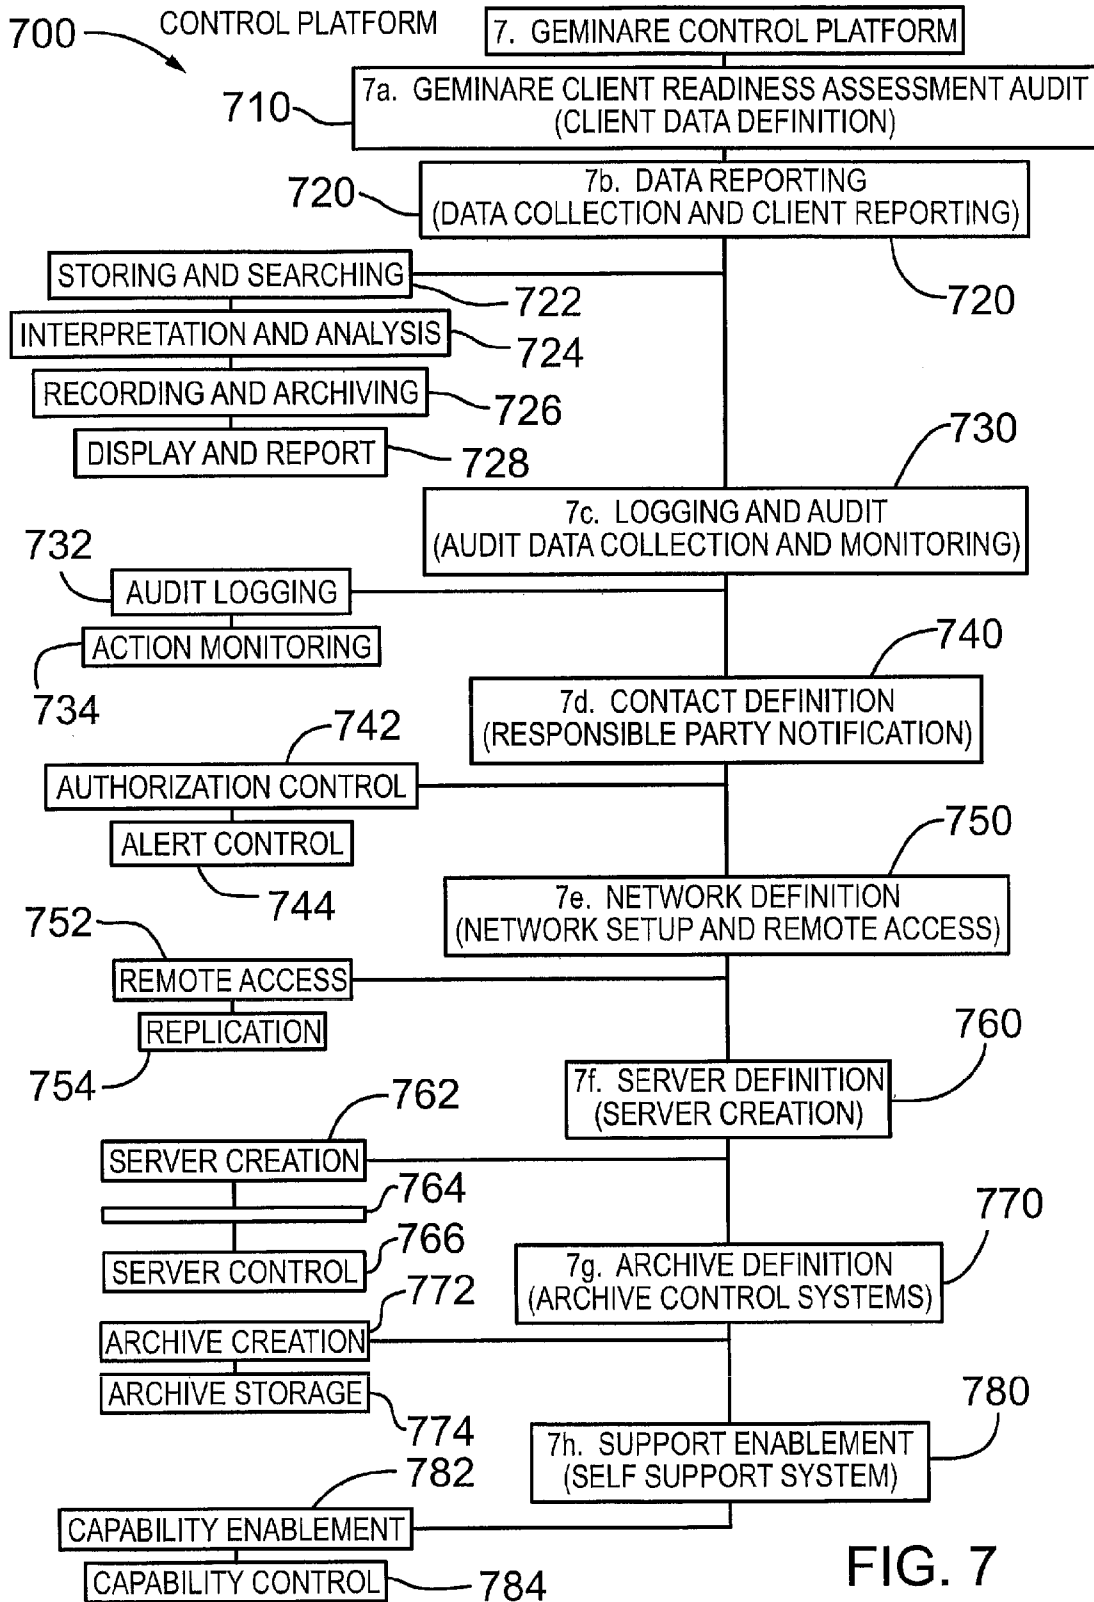 700
CONTROL PLATFORM
7. GEMINARE CONTROL PLATFORM
710
7a. GEMINARE CLIENT READINESS ASSESSMENT AUDIT
(CLIENT DATA DEFINITION)
720
7b. DATA REPORTING
(DATA COLLECTION AND CLIENT REPORTING)
720
STORING AND SEARCHING
722
INTERPRETATION AND ANALYSIS
724
RECORDING AND ARCHIVING
726
DISPLAY AND REPORT
728
730
7c. LOGGING AND AUDIT
(AUDIT DATA COLLECTION AND MONITORING)
732
AUDIT LOGGING
ACTION MONITORING
734
740
7d. CONTACT DEFINITION
(RESPONSIBLE PARTY NOTIFICATION)
742
AUTHORIZATION CONTROL
ALERT CONTROL
744
750
7e. NETWORK DEFINITION
(NETWORK SETUP AND REMOTE ACCESS)
752
REMOTE ACCESS
REPLICATION
754
760
7f. SERVER DEFINITION
(SERVER CREATION)
762
SERVER CREATION
764
766
SERVER CONTROL
770
7g. ARCHIVE DEFINITION
(ARCHIVE CONTROL SYSTEMS)
772
ARCHIVE CREATION
ARCHIVE STORAGE
774
780
7h. SUPPORT ENABLEMENT
(SELF SUPPORT SYSTEM)
782
CAPABILITY ENABLEMENT
CAPABILITY CONTROL
784
FIG. 7